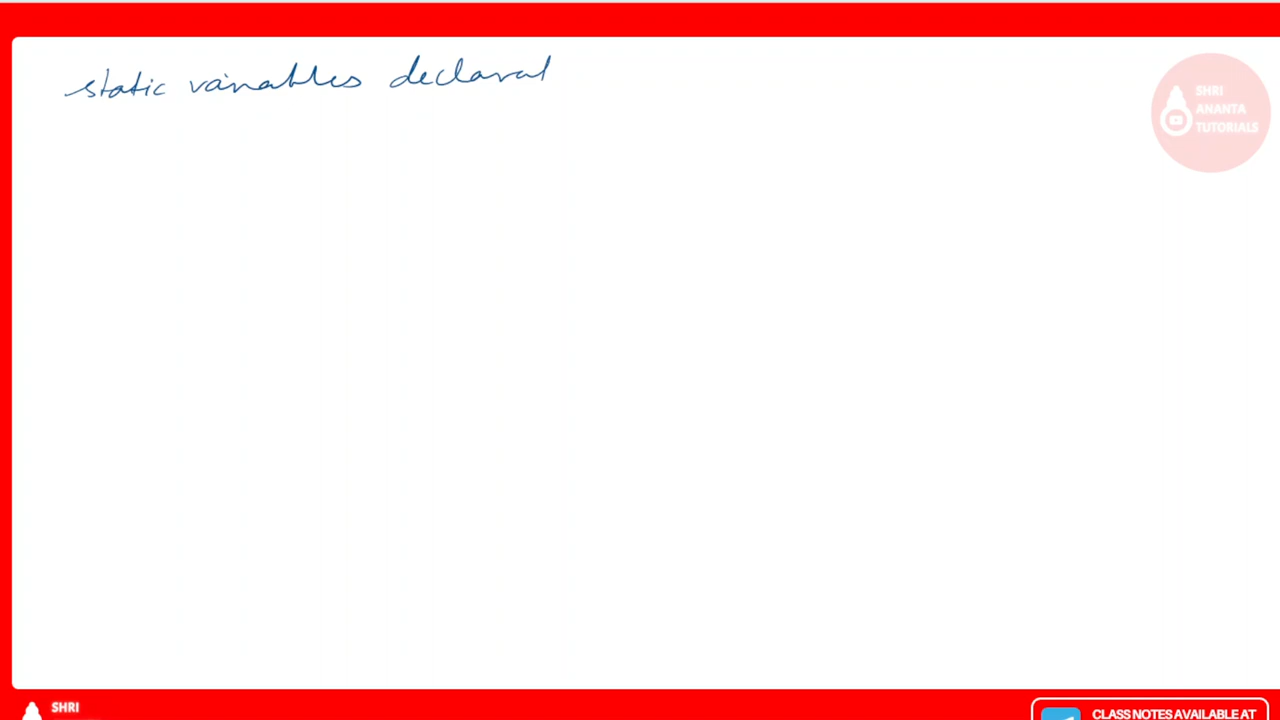 static variables declarat
SHRI
ANANTA
TUTORIALS
SHRI
CLASS NOTES AVAILABLE AT